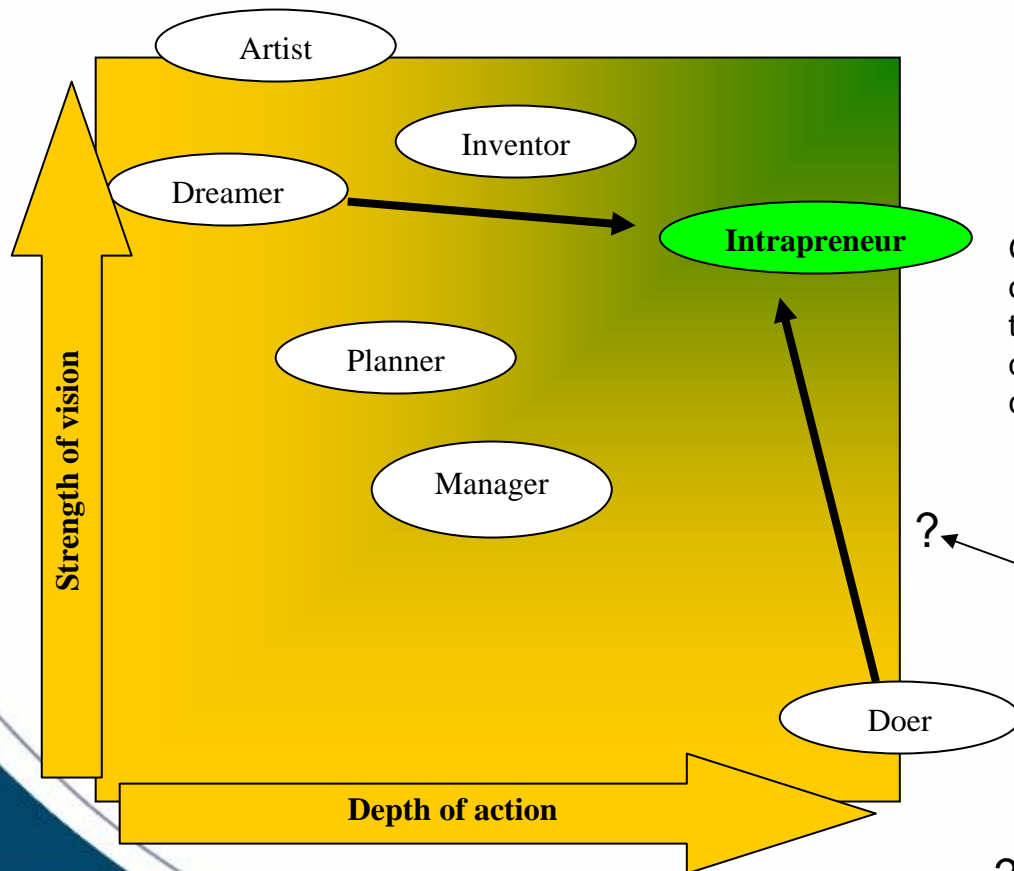 Artist
Inventor
Dreamer
Intrapreneur
Planner
Strength of vision
Manager
?
Doer
Depth of action